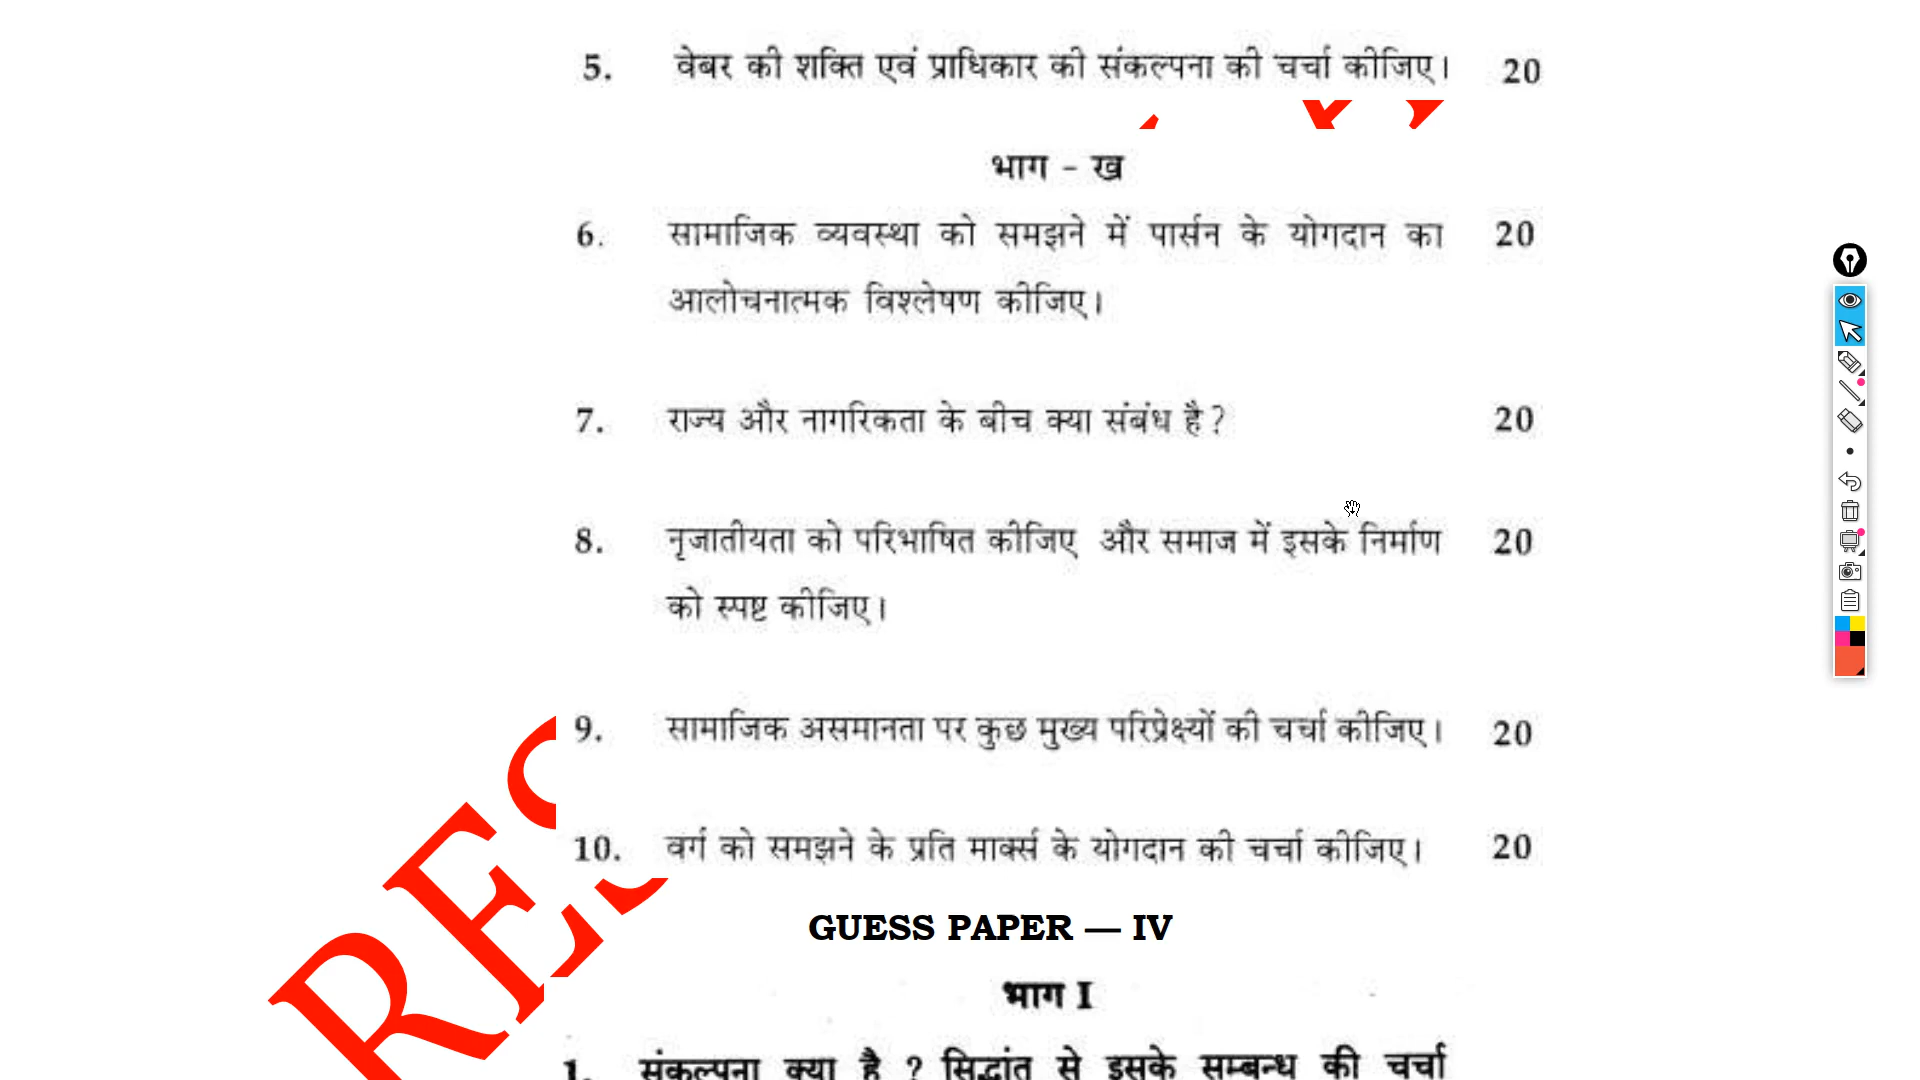 5. वेबर की शक्ति एवं प्राधिकार की संकल्पना की चर्चा कीजिए। 20
भाग - ख
6. सामाजिक व्यवस्था को समझने में पार्सन के योगदान का 20
आलोचनात्मक विश्लेषण कीजिए।
7. राज्य और नागरिकता के बीच क्या संबंध है? 20
8. नृजातीयता को परिभाषित कीजिए और समाज में इसके निर्माण 20
को स्पष्ट कीजिए।
9. सामाजिक असमानता पर कुछ मुख्य परिप्रेक्ष्यों की चर्चा कीजिए। 20
10. वर्ग को समझने के प्रति मार्क्स के योगदान की चर्चा कीजिए। 20
GUESS PAPER — IV
भाग I
1. संकल्पना क्या है ? सिद्धांत से इसके सम्बन्ध की चर्चा
RE